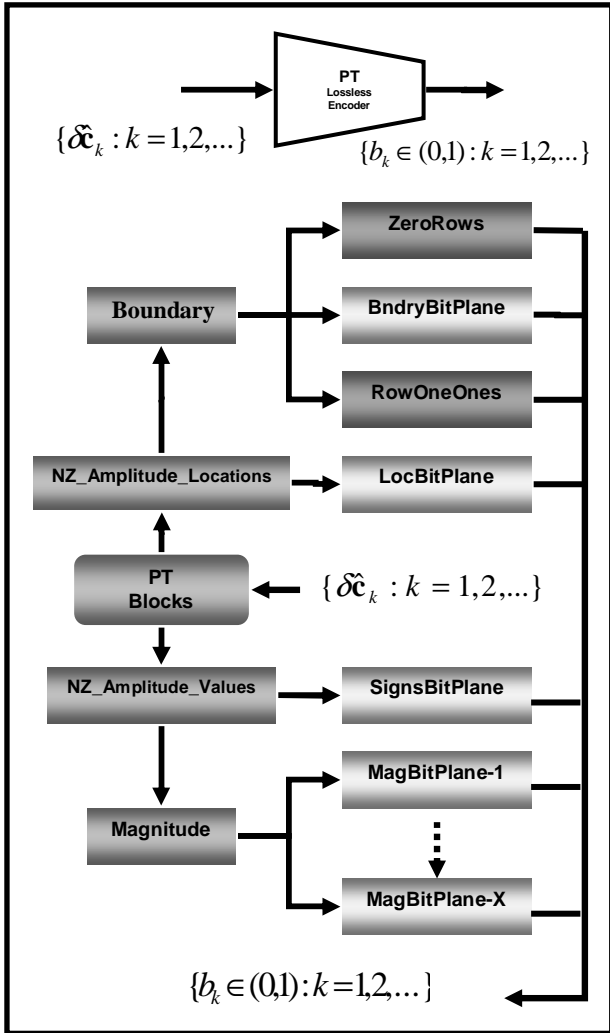 PT
Lossless
Encoder
{δĉ_k : k = 1,2,...}
{b_k ∈ (0,1) : k = 1,2,...}
ZeroRows
Boundary
BndryBitPlane
RowOneOnes
NZ_Amplitude_Locations
LocBitPlane
PT
Blocks
{δĉ_k : k = 1,2,...}
NZ_Amplitude_Values
SignsBitPlane
MagBitPlane-1
Magnitude
MagBitPlane-X
{b_k ∈ (0,1) : k = 1,2,...}